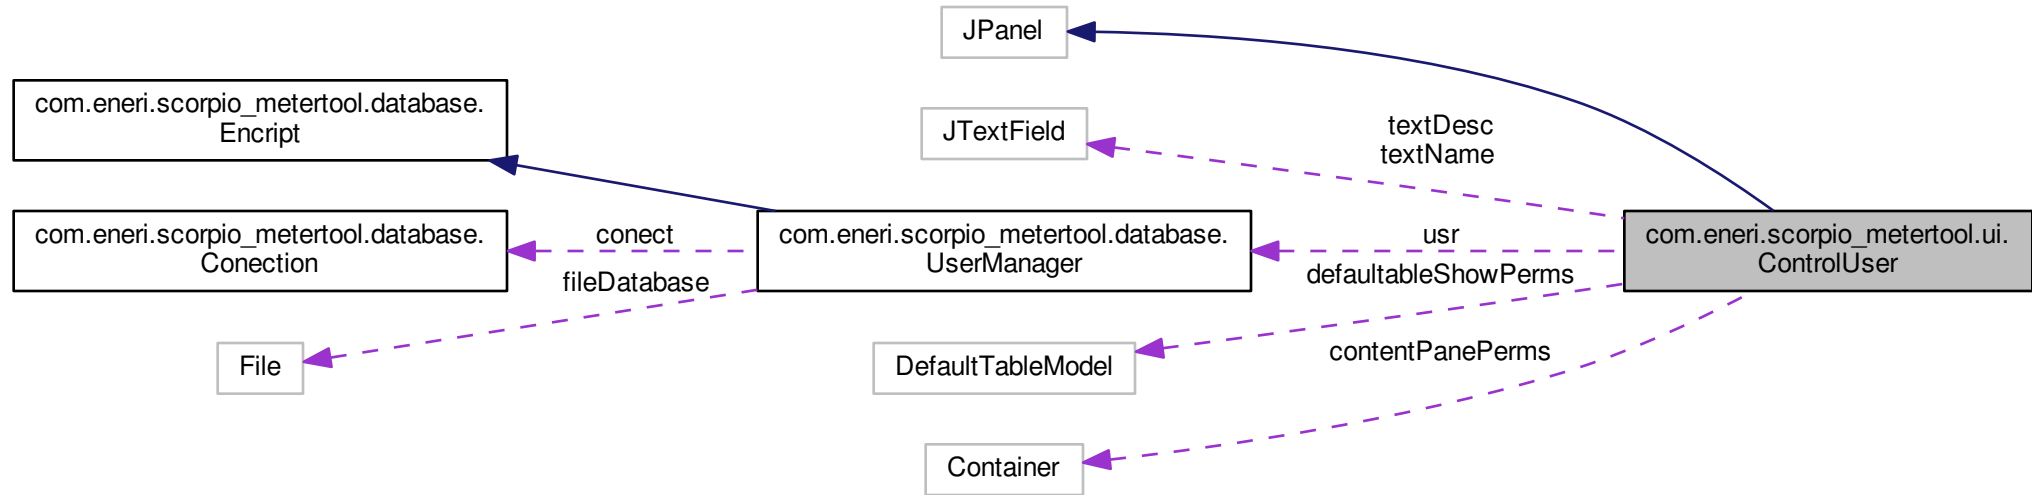 JPanel
com.eneri.scorpio_metertool.database.
Encript
JTextField
textDesc
textName
com.eneri.scorpio_metertool.database.
Conection
conect
com.eneri.scorpio_metertool.database.
UserManager
usr
com.eneri.scorpio_metertool.ui.
ControlUser
fileDatabase
defaultableShowPerms
File
DefaultTableModel
contentPanePerms
Container